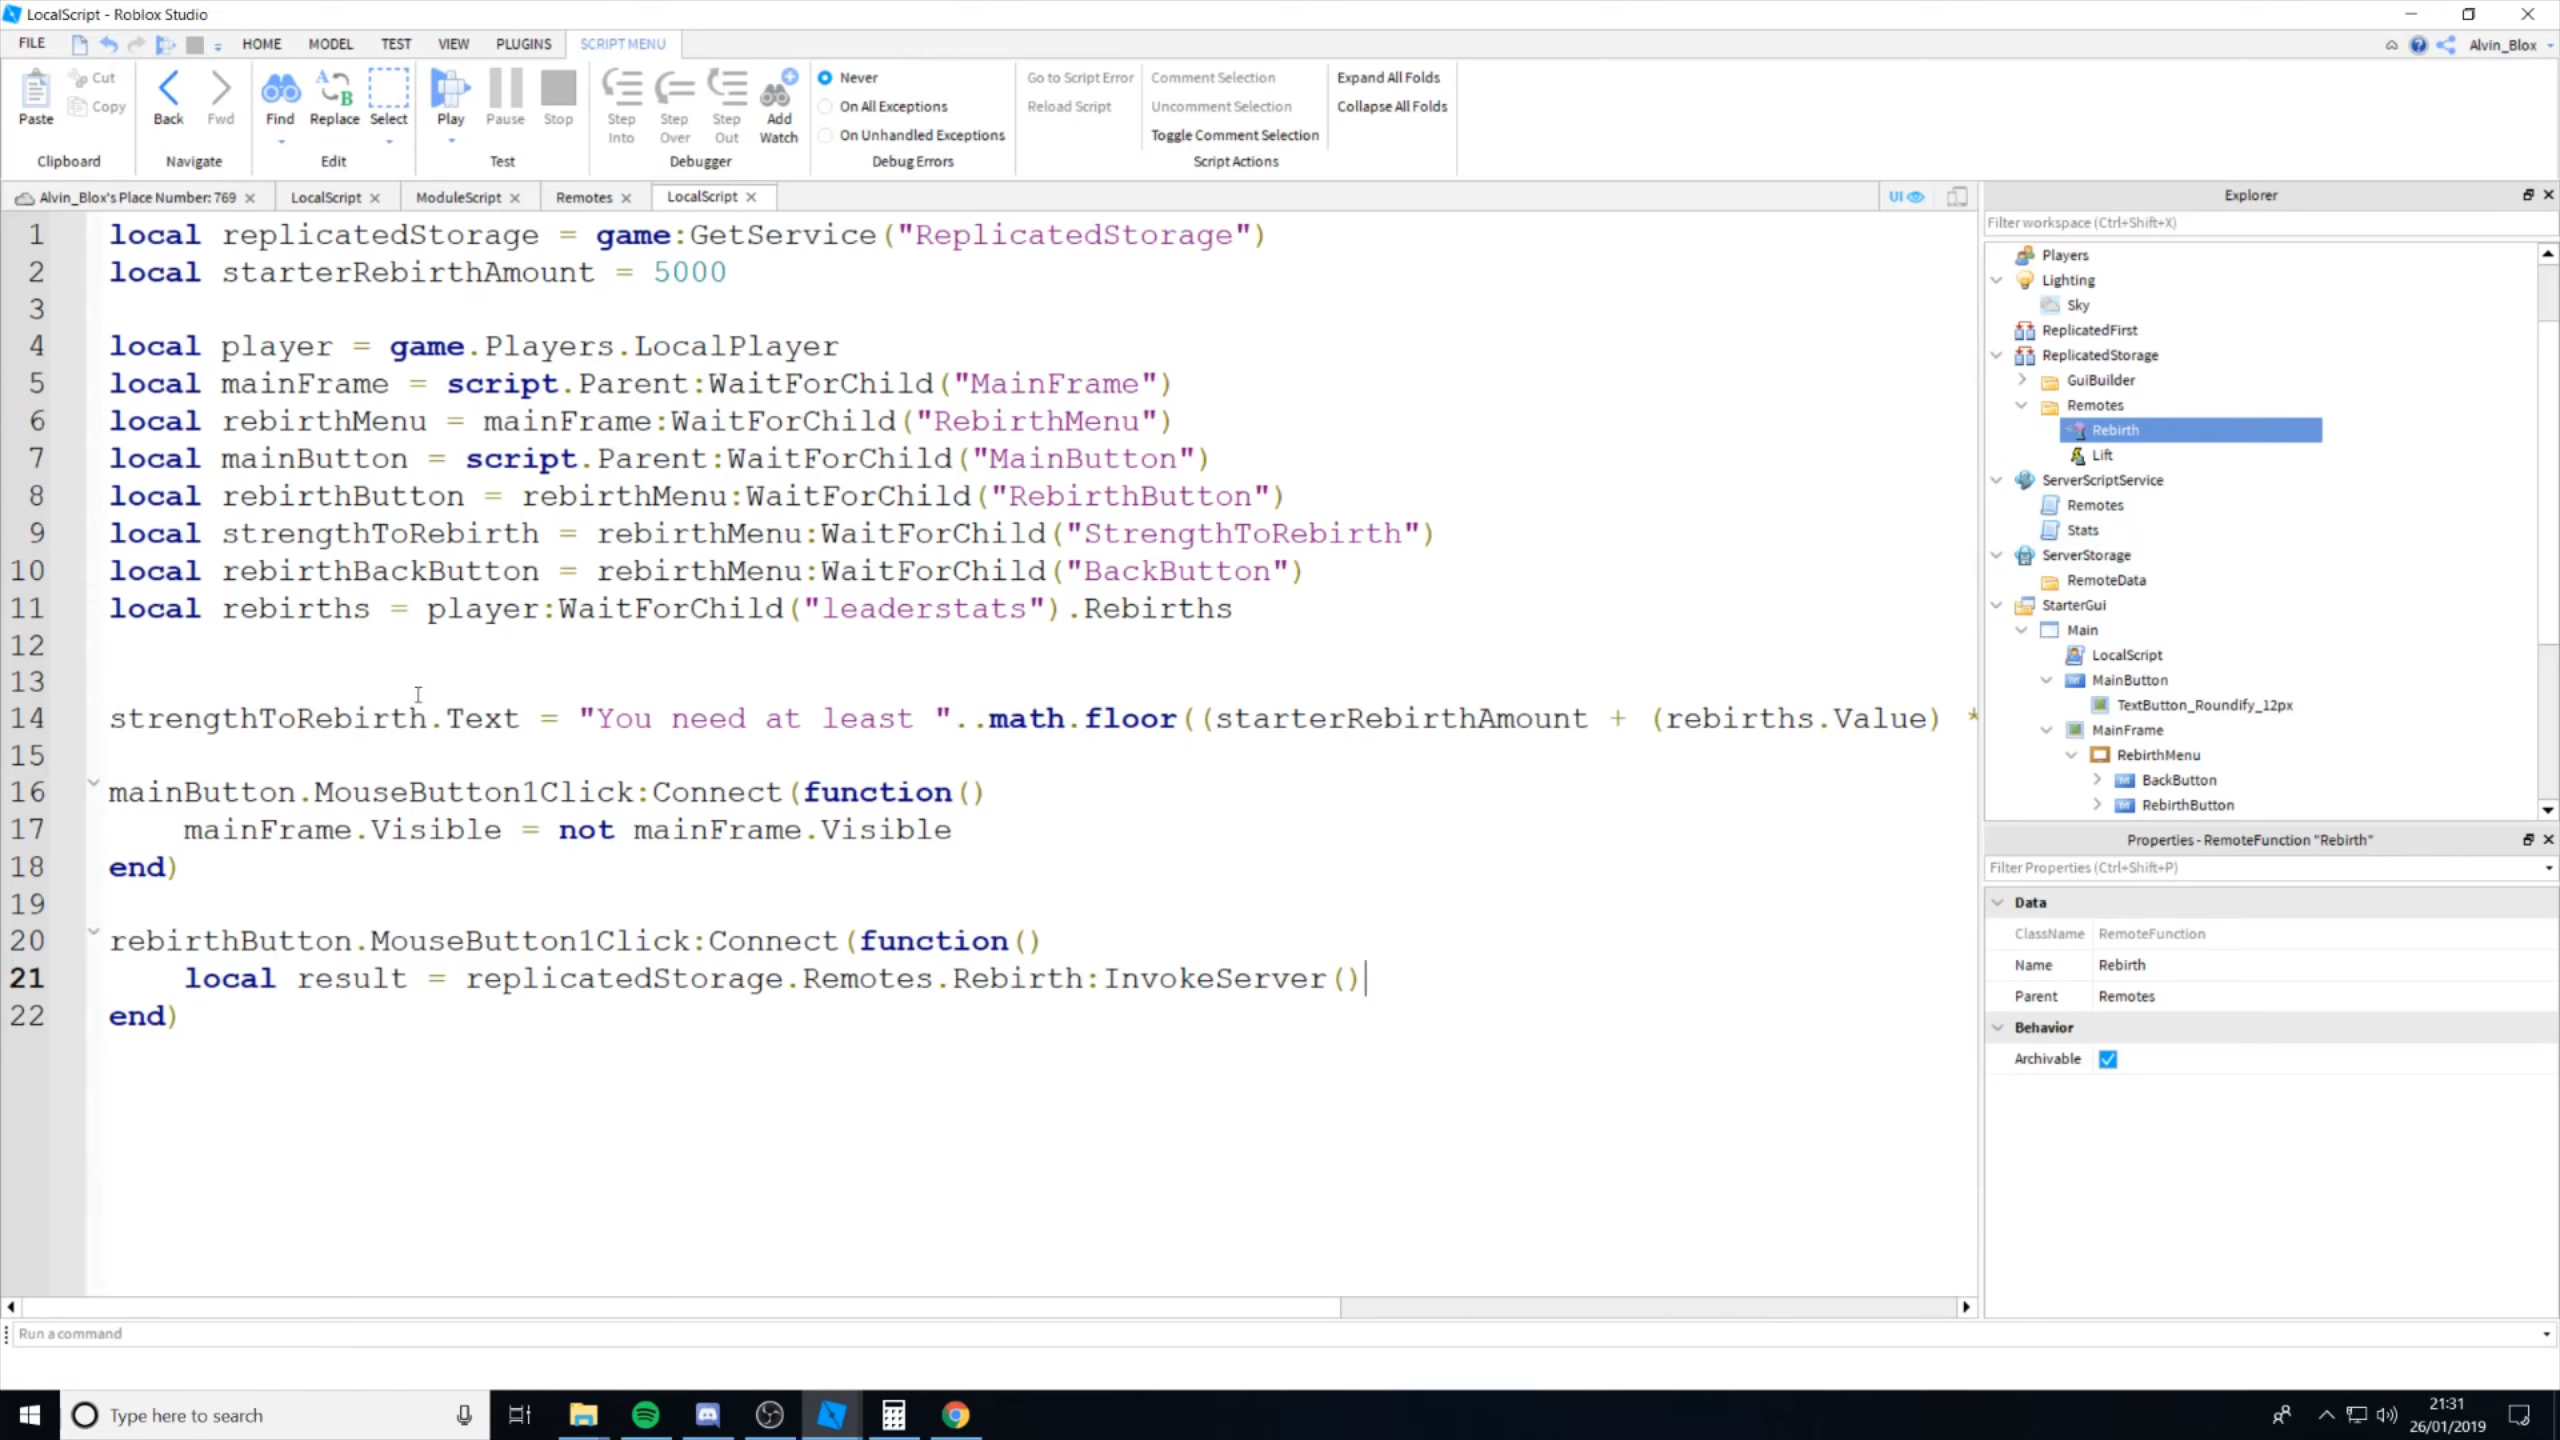 LocalScript - Roblox Studio
FILE HOME MODEL TEST VIEW PLUGINS SCRIPT MENU Alvin_Blox
Paste Cut Copy Back Fwd Find Replace Select Play Pause Stop Step Into Step Over Step Out Add Watch
Never
On All Exceptions
On Unhandled Exceptions
Go to Script Error
Reload Script
Comment Selection
Uncomment Selection
Toggle Comment Selection
Expand All Folds
Collapse All Folds
Clipboard Navigate Edit Test Debugger Debug Errors Script Actions
Alvin_Blox's Place Number: 769 LocalScript ModuleScript Remotes LocalScript UI
1 local replicatedStorage = game:GetService("ReplicatedStorage")
2 local starterRebirthAmount = 5000
3
4 local player = game.Players.LocalPlayer
5 local mainFrame = script.Parent:WaitForChild("MainFrame")
6 local rebirthMenu = mainFrame:WaitForChild("RebirthMenu")
7 local mainButton = script.Parent:WaitForChild("MainButton")
8 local rebirthButton = rebirthMenu:WaitForChild("RebirthButton")
9 local strengthToRebirth = rebirthMenu:WaitForChild("StrengthToRebirth")
10 local rebirthBackButton = rebirthMenu:WaitForChild("BackButton")
11 local rebirths = player:WaitForChild("leaderstats").Rebirths
12
13
14 strengthToRebirth.Text = "You need at least "..math.floor((starterRebirthAmount + (rebirths.Value) *
15
16 mainButton.MouseButton1Click:Connect(function()
17 mainFrame.Visible = not mainFrame.Visible
18 end)
19
20 rebirthButton.MouseButton1Click:Connect(function()
21 local result = replicatedStorage.Remotes.Rebirth:InvokeServer()
22 end)
Explorer
Filter workspace (Ctrl+Shift+X)
Players
Lighting
Sky
ReplicatedFirst
ReplicatedStorage
GuiBuilder
Remotes
Rebirth
Lift
ServerScriptService
Remotes
Stats
ServerStorage
RemoteData
StarterGui
Main
LocalScript
MainButton
TextButton_Roundify_12px
MainFrame
RebirthMenu
BackButton
RebirthButton
Properties - RemoteFunction "Rebirth"
Filter Properties (Ctrl+Shift+P)
Data
ClassName RemoteFunction
Name Rebirth
Parent Remotes
Behavior
Archivable
Run a command
Type here to search
21:31
26/01/2019